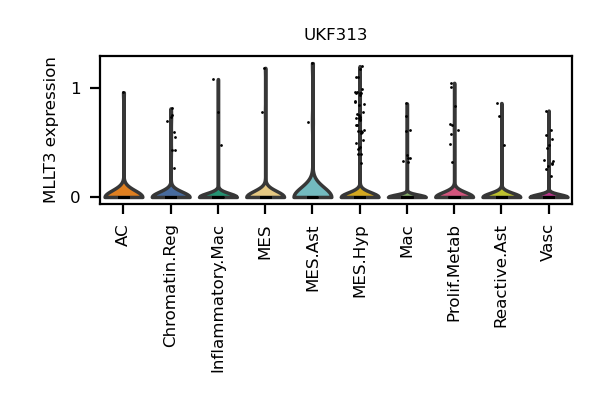 UKF313
MLLT3 expression
1
0
AC
Chromatin.Reg
Inflammatory.Mac
MES
MES.Ast
MES.Hyp
Mac
Prolif.Metab
Reactive.Ast
Vasc